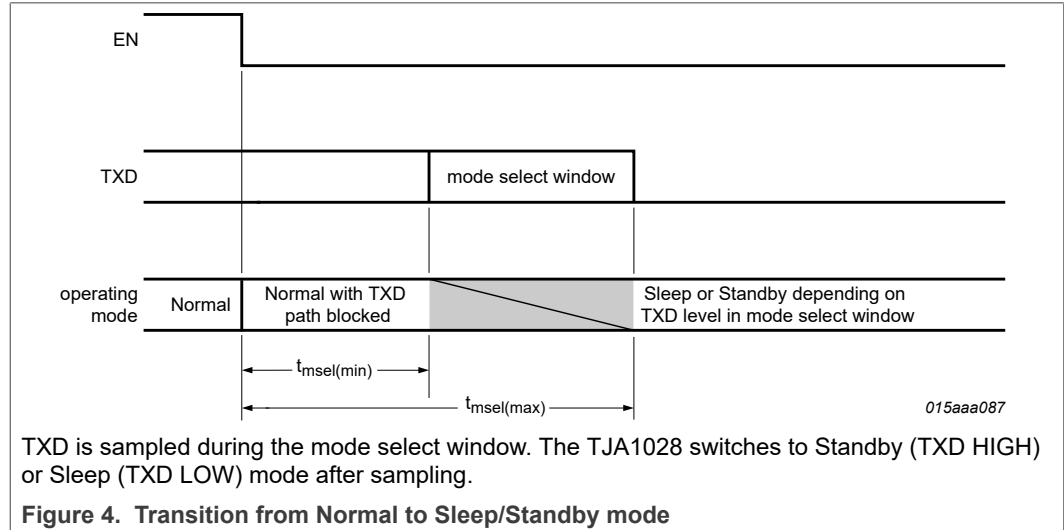 EN
TXD
mode select window
operating
mode
Normal
Normal with TXD
path blocked
Sleep or Standby depending on
TXD level in mode select window
tmsel(min)
tmsel(max)
015aaa087
TXD is sampled during the mode select window. The TJA1028 switches to Standby (TXD HIGH)
or Sleep (TXD LOW) mode after sampling.
Figure 4. Transition from Normal to Sleep/Standby mode